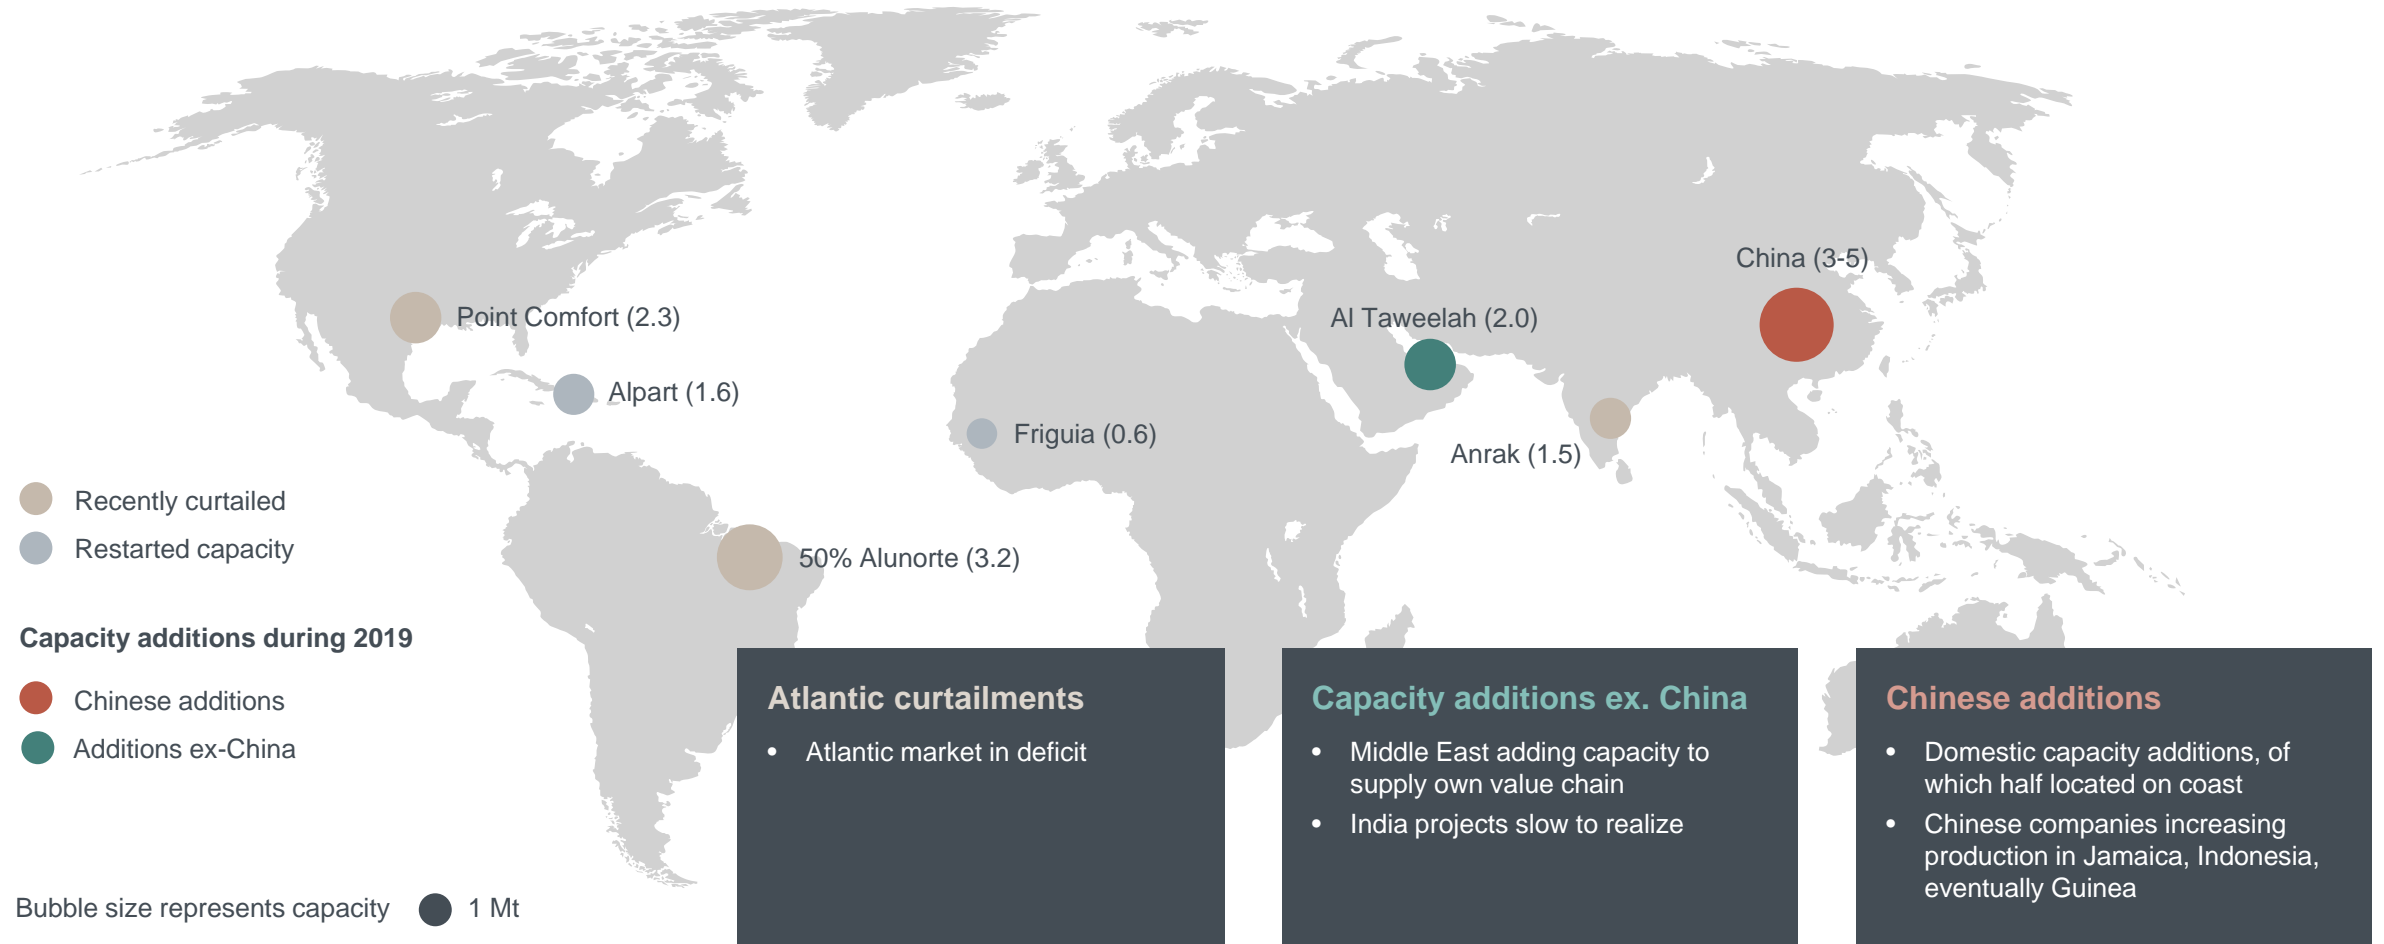 China (3-5)
Point Comfort (2.3)
Al Taweelah (2.0)
Alpart (1.6)
Friguia (0.6)
Anrak (1.5)
50% Alunorte (3.2)
Recently curtailed
Restarted capacity
Capacity additions during 2019
Chinese additions
Additions ex-China
Bubble size represents capacity
1 Mt
Atlantic curtailments
• Atlantic market in deficit
Capacity additions ex. China
• Middle East adding capacity to
supply own value chain
• India projects slow to realize
Chinese additions
• Domestic capacity additions, of
which half located on coast
• Chinese companies increasing
production in Jamaica, Indonesia,
eventually Guinea